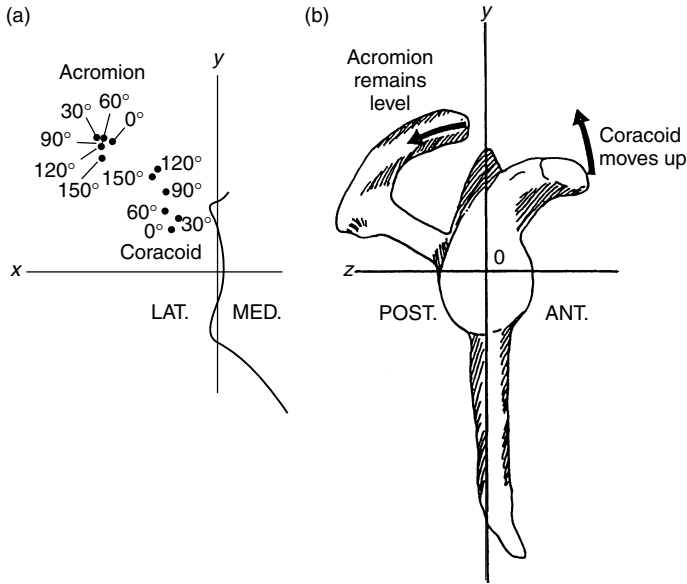 (a)
y
Acromion
30° 60° 0°
90°
120°
150°
150° 120°
90°
60° 30°
0°
Coracoid
x
LAT. MED.
(b)
y
Acromion
remains
level
Coracoid
moves up
0
z
POST. ANT.